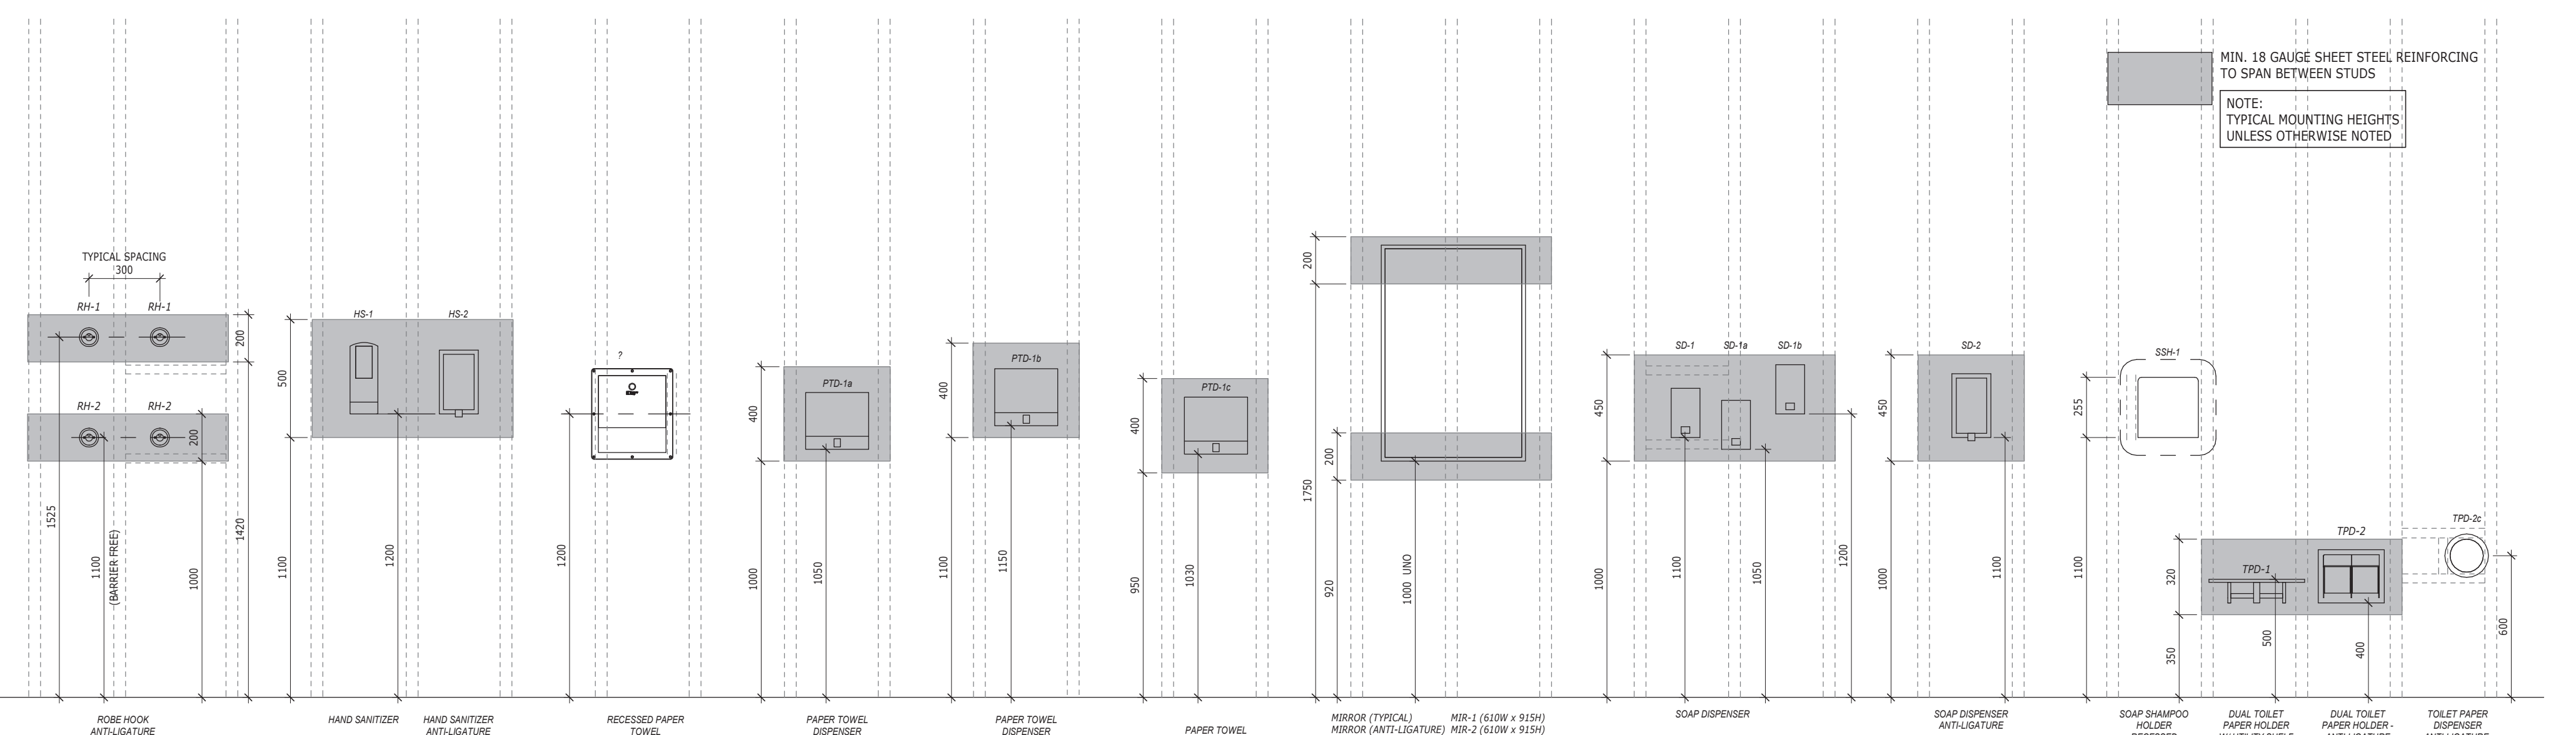 MIN. 18 GAUGE SHEET STEEL REINFORCING
TO SPAN BETWEEN STUDS
NOTE:
TYPICAL MOUNTING HEIGHTS
UNLESS OTHERWISE NOTED
TYPICAL SPACING
300
RH-1 RH-1
200
RH-2 RH-2
200
1525
1100
(BARRIER FREE)
1000
1420
ROBE HOOK
ANTI-LIGATURE
HS-1 HS-2
500
1100
1200
HAND SANITIZER
HAND SANITIZER
ANTI-LIGATURE
?
1200
RECESSED PAPER
TOWEL
PTD-1a
400
1000
1050
PAPER TOWEL
DISPENSER
PTD-1b
400
1100
1150
PAPER TOWEL
DISPENSER
PTD-1c
400
950
1030
PAPER TOWEL
200
1750
200
920
1000 UNO
MIRROR (TYPICAL) MIR-1 (610W x 915H)
MIRROR (ANTI-LIGATURE) MIR-2 (610W x 915H)
SD-1 SD-1a SD-1b
450
1000
1100
1050
1200
SOAP DISPENSER
SD-2
450
1000
1100
SOAP DISPENSER
ANTI-LIGATURE
SSH-1
255
1100
SOAP SHAMPOO
HOLDER
TPD-1
TPD-2
320
350
500
400
DUAL TOILET
PAPER HOLDER
DUAL TOILET
PAPER HOLDER -
TPD-2c
600
TOILET PAPER
DISPENSER